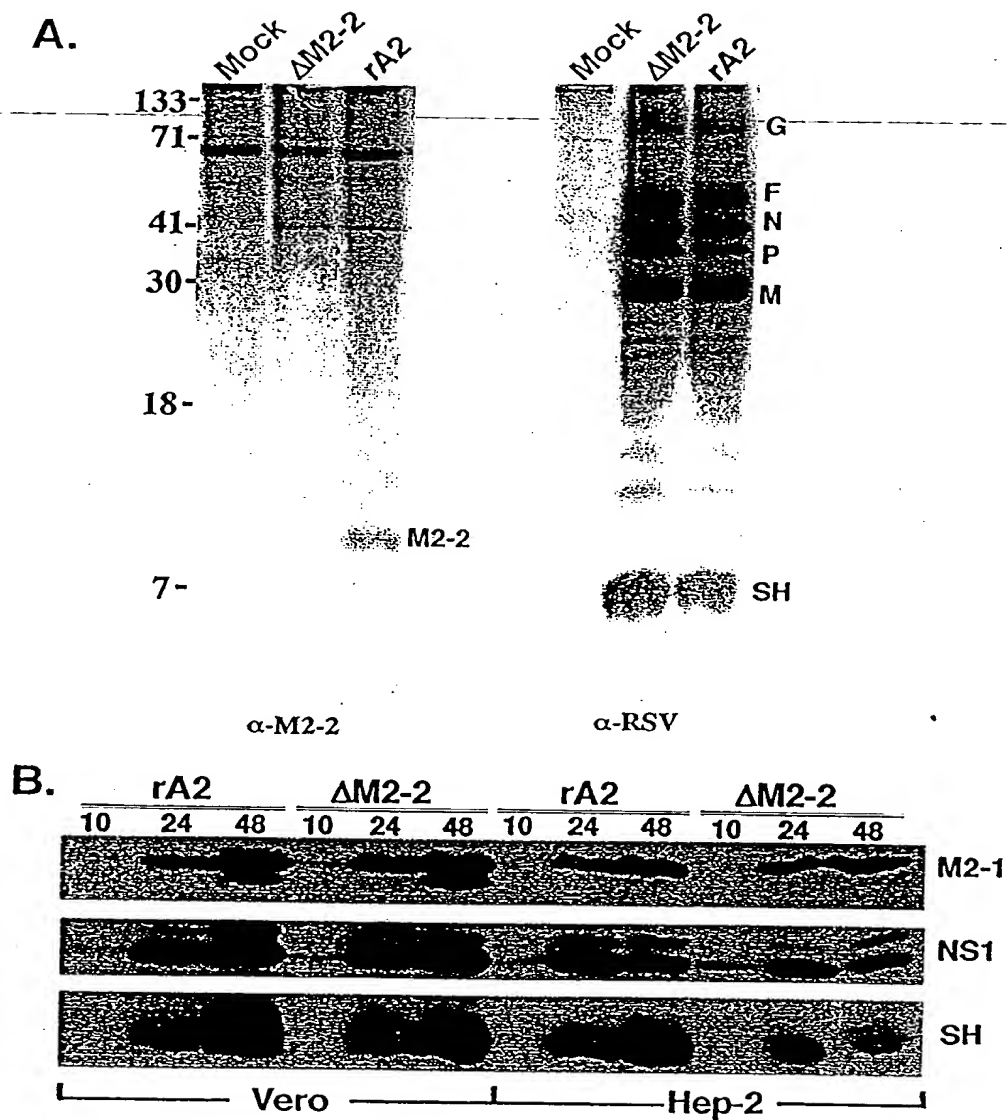 A.
Mock ΔM2-2 rA2
Mock ΔM2-2 rA2
133-
71-
41-
30-
18-
7-
G
F
N
P
M
M2-2
SH
α-M2-2
α-RSV
B.
rA2 ΔM2-2 rA2 ΔM2-2
10 24 48 10 24 48 10 24 48 10 24 48
M2-1
NS1
SH
Vero Hep-2